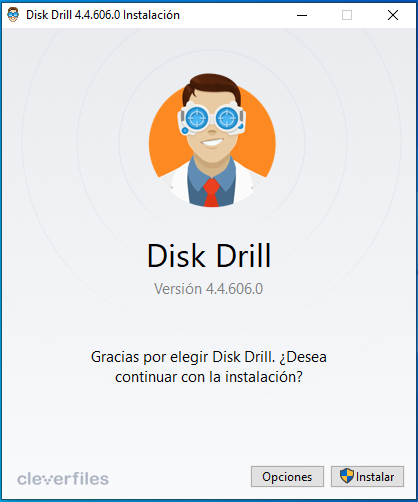 Disk Drill 4.4.606.0 Instalación
Disk Drill
Versión 4.4.606.0
Gracias por elegir Disk Drill. ¿Desea
continuar con la instalación?
cleverfiles
Opciones
Instalar